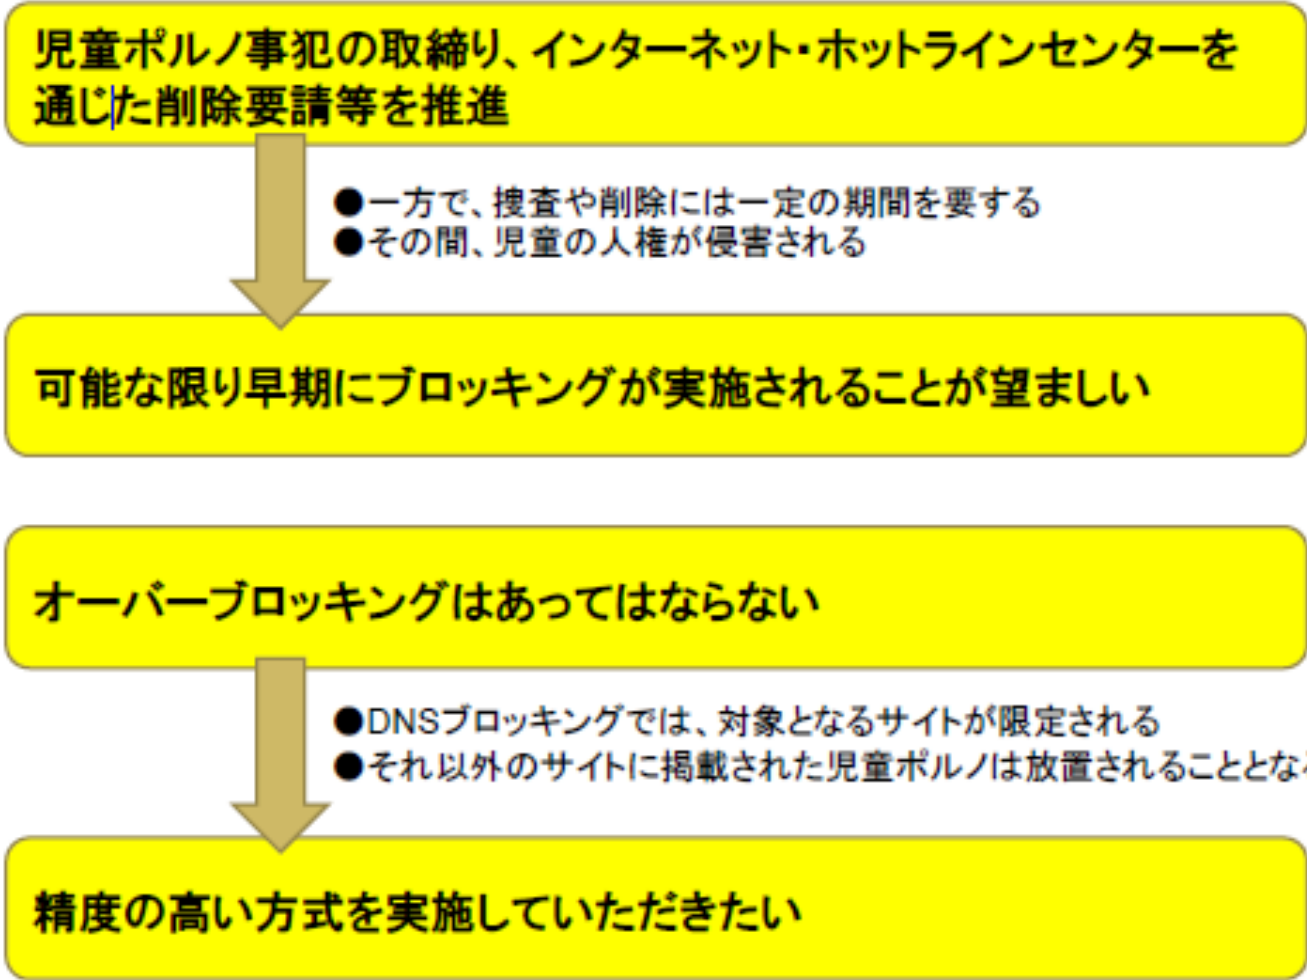 児童ポルノ事犯の取締り、インターネット・ホットラインセンターを
通じた削除要請等を推進
●一方で、捜査や削除には一定の期間を要する
●その間、児童の人権が侵害される
可能な限り早期にブロッキングが実施されることが望ましい
オーバーブロッキングはあってはならない
●DNSブロッキングでは、対象となるサイトが限定される
●それ以外のサイトに掲載された児童ポルノは放置されることとな
精度の高い方式を実施していただきたい